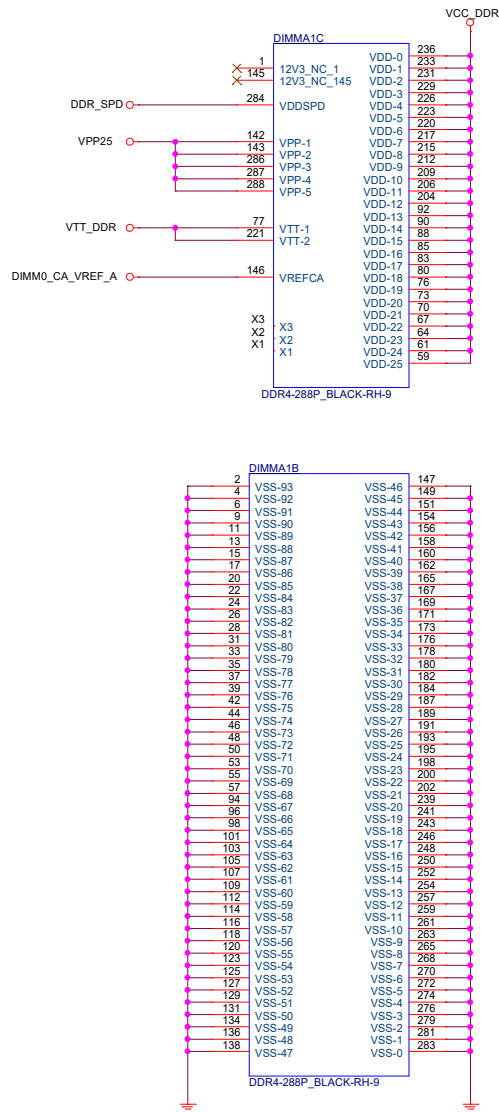 VCC_DDR
DIMMA1C
1 12V3_NC_1 VDD-0 236
145 12V3_NC_145 VDD-1 233
VDD-2 231
VDD-3 229
DDR_SPD 284 VDDSPD VDD-4 226
VDD-5 223
VDD-6 220
VPP25 142 VPP-1 VDD-7 217
143 VPP-2 VDD-8 215
286 VPP-3 VDD-9 212
287 VPP-4 VDD-10 209
288 VPP-5 VDD-11 206
VDD-12 204
VDD-13 92
VTT_DDR 77 VTT-1 VDD-14 90
221 VTT-2 VDD-15 88
VDD-16 85
VDD-17 83
DIMM0_CA_VREF_A 146 VREFCA VDD-18 80
VDD-19 76
VDD-20 73
VDD-21 70
X3 X3 VDD-22 67
X2 X2 VDD-23 64
X1 X1 VDD-24 61
VDD-25 59
DDR4-288P_BLACK-RH-9
DIMMA1B
2 VSS-93 VSS-46 147
4 VSS-92 VSS-45 149
6 VSS-91 VSS-44 151
9 VSS-90 VSS-43 154
11 VSS-89 VSS-42 156
13 VSS-88 VSS-41 158
15 VSS-87 VSS-40 160
17 VSS-86 VSS-39 162
20 VSS-85 VSS-38 165
22 VSS-84 VSS-37 167
24 VSS-83 VSS-36 169
26 VSS-82 VSS-35 171
28 VSS-81 VSS-34 173
31 VSS-80 VSS-33 176
33 VSS-79 VSS-32 178
35 VSS-78 VSS-31 180
37 VSS-77 VSS-30 182
39 VSS-76 VSS-29 184
42 VSS-75 VSS-28 187
44 VSS-74 VSS-27 189
46 VSS-73 VSS-26 191
48 VSS-72 VSS-25 193
50 VSS-71 VSS-24 195
53 VSS-70 VSS-23 198
55 VSS-69 VSS-22 200
57 VSS-68 VSS-21 202
94 VSS-67 VSS-20 239
96 VSS-66 VSS-19 241
98 VSS-65 VSS-18 243
101 VSS-64 VSS-17 246
103 VSS-63 VSS-16 248
105 VSS-62 VSS-15 250
107 VSS-61 VSS-14 252
109 VSS-60 VSS-13 254
112 VSS-59 VSS-12 257
114 VSS-58 VSS-11 259
116 VSS-57 VSS-10 261
118 VSS-56 VSS-9 263
120 VSS-55 VSS-8 265
123 VSS-54 VSS-7 268
125 VSS-53 VSS-6 270
127 VSS-52 VSS-5 272
129 VSS-51 VSS-4 274
131 VSS-50 VSS-3 276
134 VSS-49 VSS-2 279
136 VSS-48 VSS-1 281
138 VSS-47 VSS-0 283
DDR4-288P_BLACK-RH-9